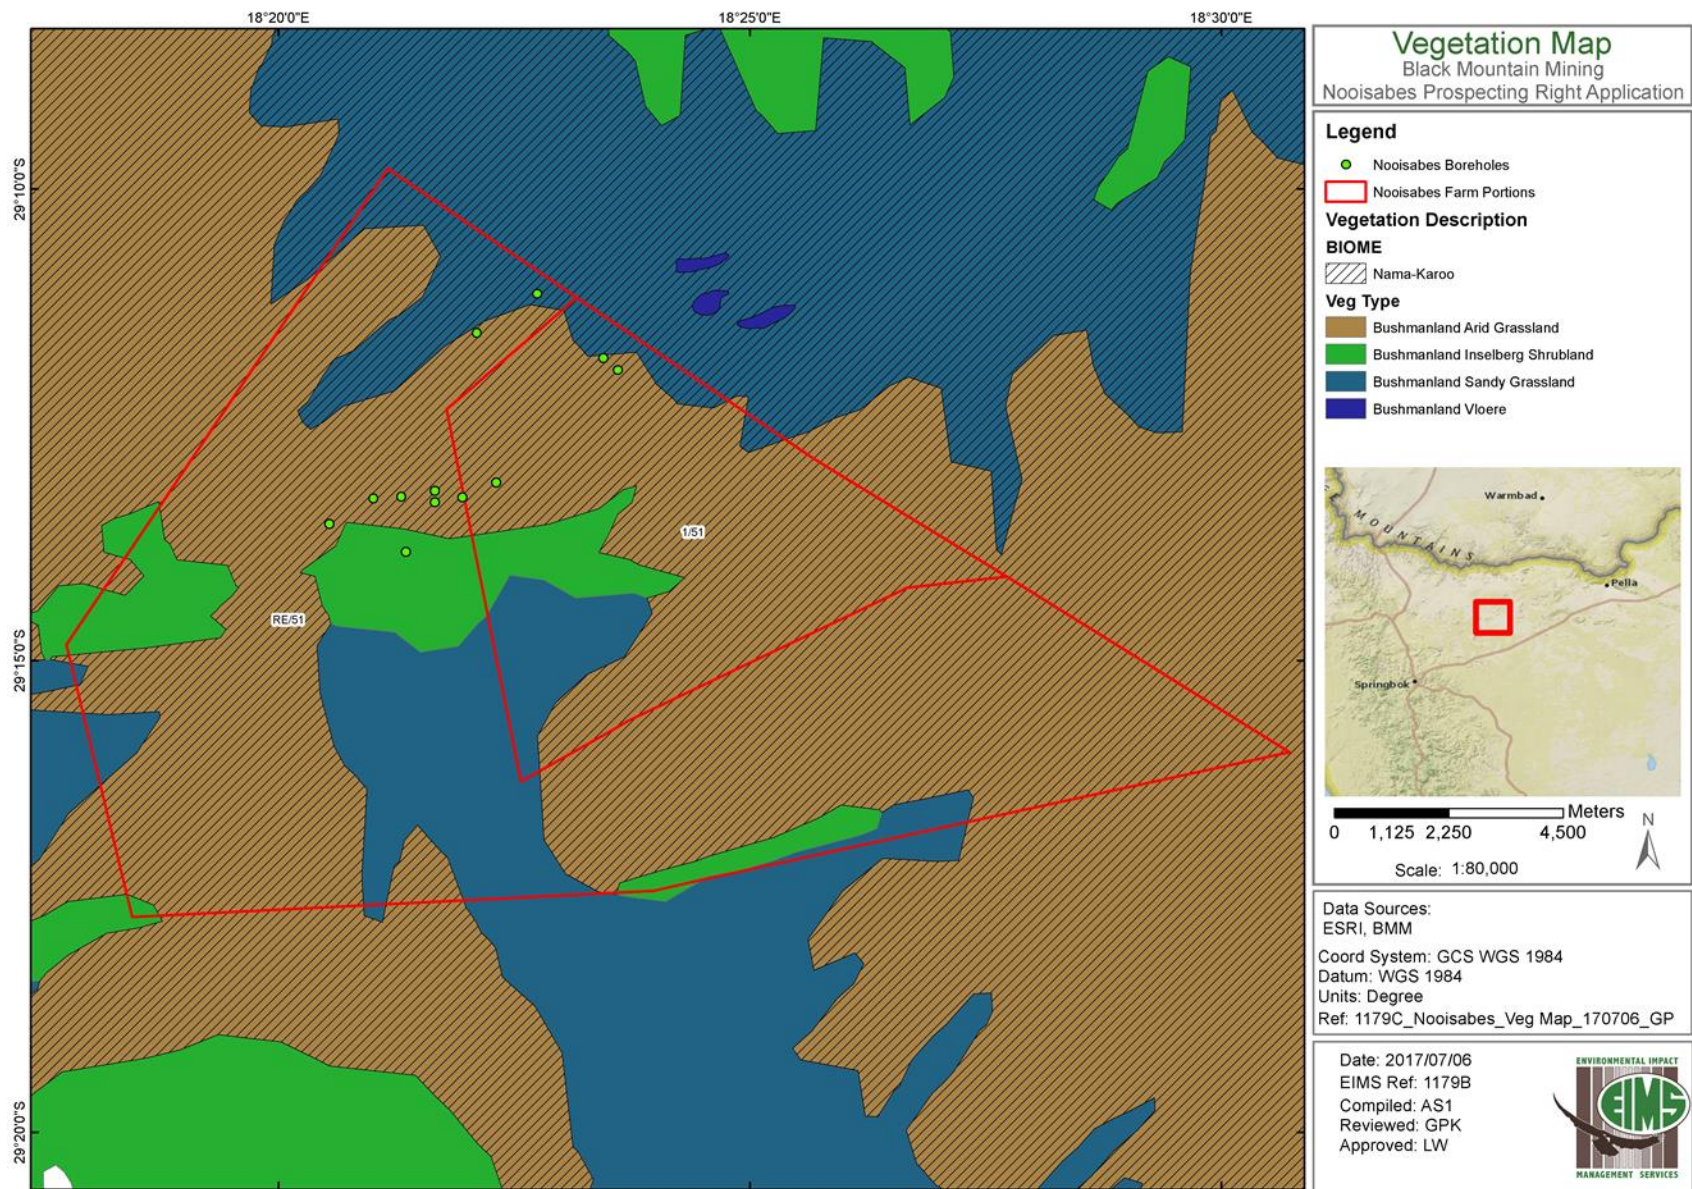 18°20'0"E
18°25'0"E
18°30'0"E
29°10'0"S
29°15'0"S
29°20'0"S
1/51
RE/51
Vegetation Map
Black Mountain Mining
Nooisabes Prospecting Right Application
Legend
Nooisabes Boreholes
Nooisabes Farm Portions
Vegetation Description
BIOME
Nama-Karoo
Veg Type
Bushmanland Arid Grassland
Bushmanland Inselberg Shrubland
Bushmanland Sandy Grassland
Bushmanland Vloere
Warmbad
MOUNTAINS
Pella
Springbok
Meters
0 1,125 2,250 4,500
N
Scale: 1:80,000
Data Sources:
ESRI, BMM
Coord System: GCS WGS 1984
Datum: WGS 1984
Units: Degree
Ref: 1179C_Nooisabes_Veg Map_170706_GP
Date: 2017/07/06
EIMS Ref: 1179B
Compiled: AS1
Reviewed: GPK
Approved: LW
ENVIRONMENTAL IMPACT
EIMS
MANAGEMENT SERVICES